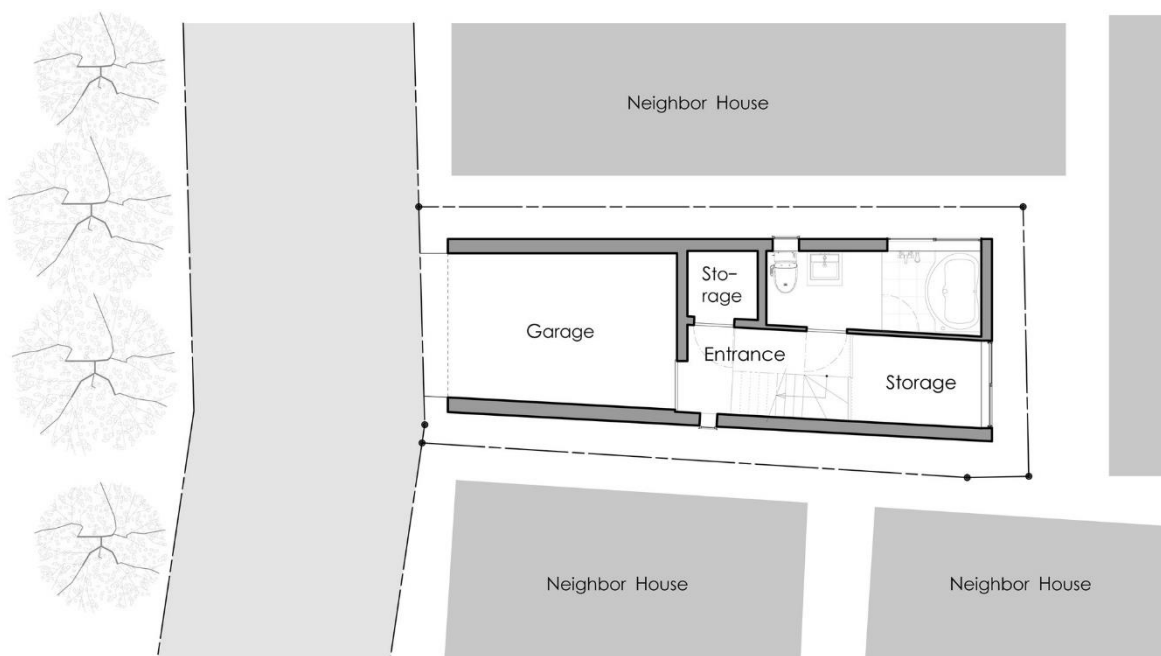 Neighbor House
Sto-
rage
Garage
Entrance
Storage
Neighbor House
Neighbor House